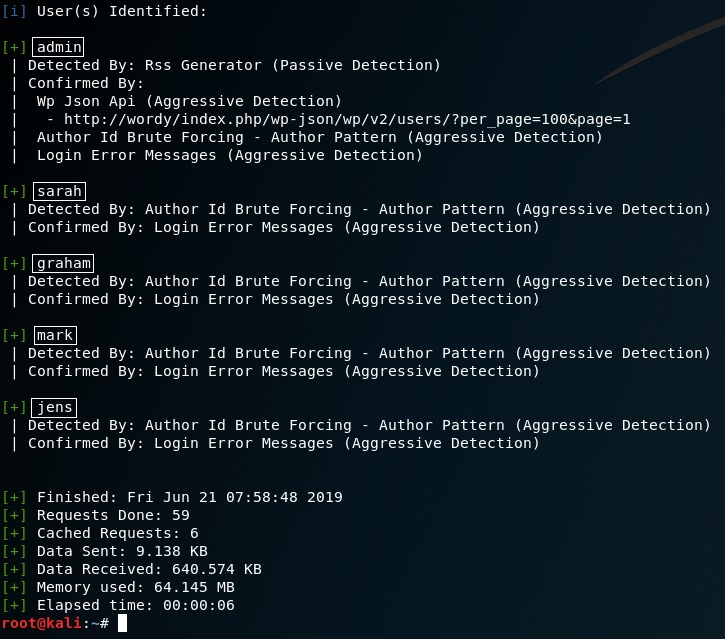 [i] User(s) Identified:
[+] admin
| Detected By: Rss Generator (Passive Detection)
| Confirmed By:
|  Wp Json Api (Aggressive Detection)
|   - http://wordy/index.php/wp-json/wp/v2/users/?per_page=100&page=1
|  Author Id Brute Forcing - Author Pattern (Aggressive Detection)
|  Login Error Messages (Aggressive Detection)
[+] sarah
| Detected By: Author Id Brute Forcing - Author Pattern (Aggressive Detection)
| Confirmed By: Login Error Messages (Aggressive Detection)
[+] graham
| Detected By: Author Id Brute Forcing - Author Pattern (Aggressive Detection)
| Confirmed By: Login Error Messages (Aggressive Detection)
[+] mark
| Detected By: Author Id Brute Forcing - Author Pattern (Aggressive Detection)
| Confirmed By: Login Error Messages (Aggressive Detection)
[+] jens
| Detected By: Author Id Brute Forcing - Author Pattern (Aggressive Detection)
| Confirmed By: Login Error Messages (Aggressive Detection)
[+] Finished: Fri Jun 21 07:58:48 2019
[+] Requests Done: 59
[+] Cached Requests: 6
[+] Data Sent: 9.138 KB
[+] Data Received: 640.574 KB
[+] Memory used: 64.145 MB
[+] Elapsed time: 00:00:06
root@kali:~#